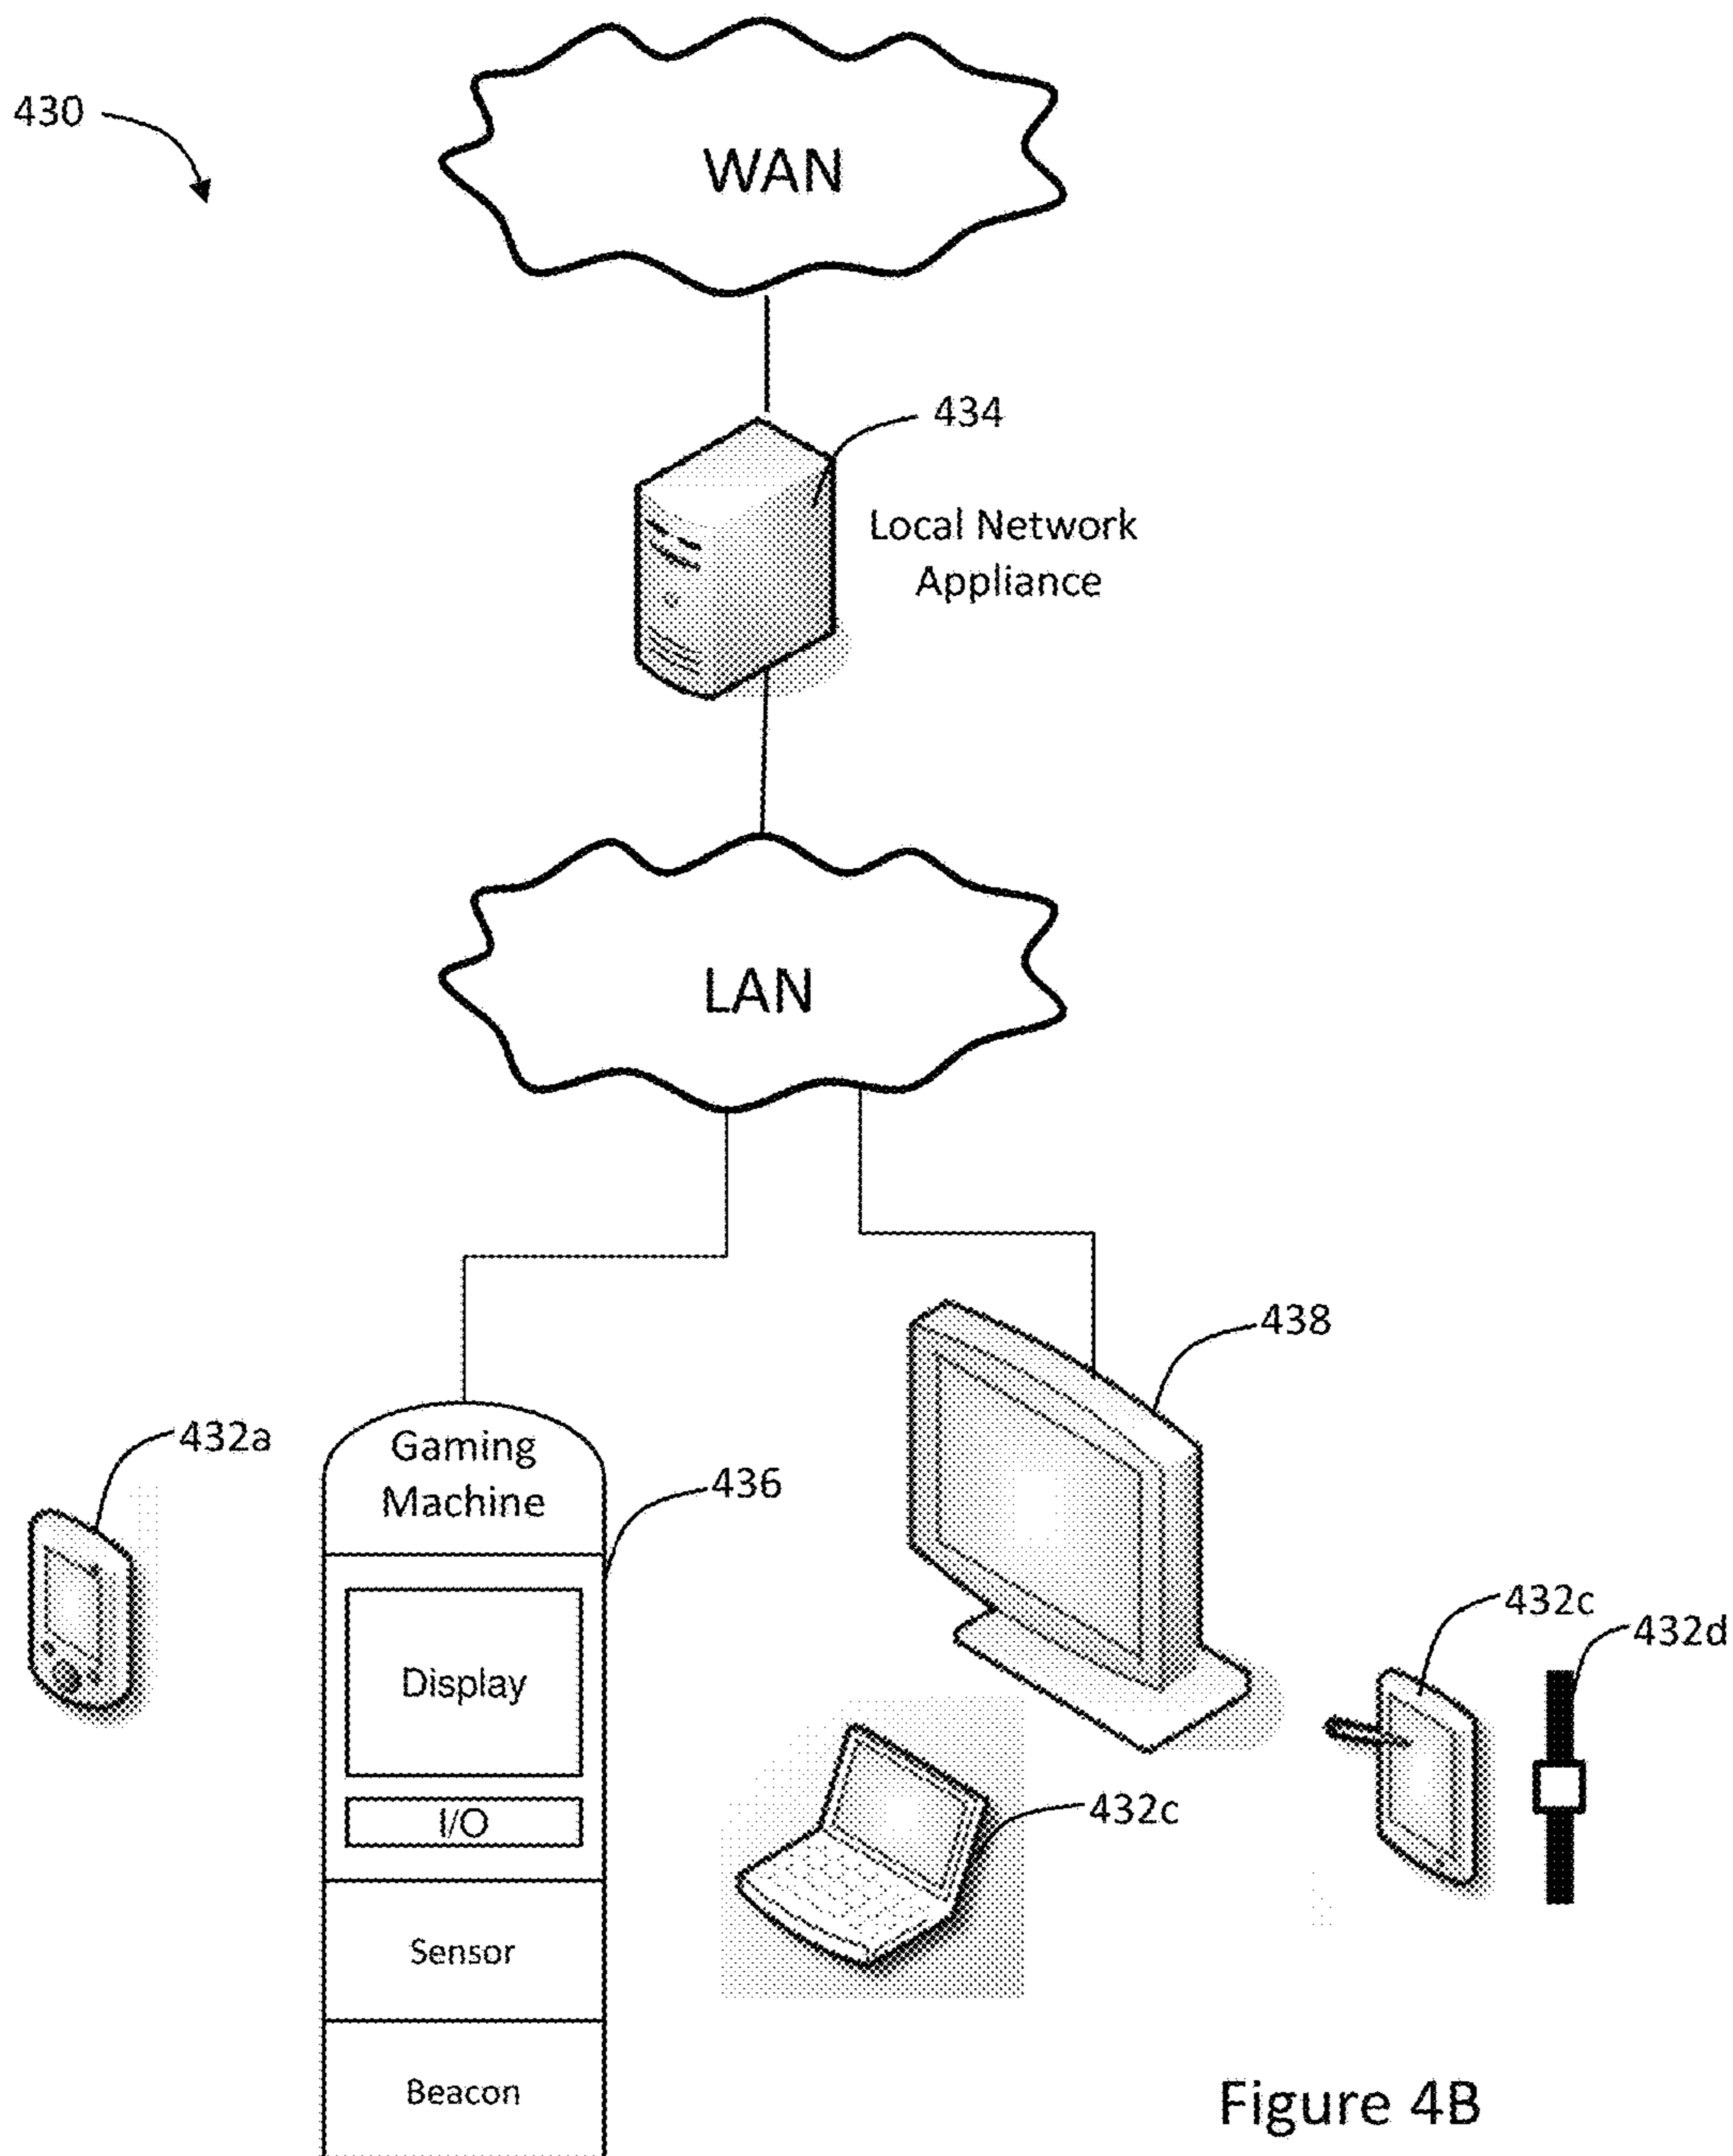 430
WAN
434
Local Network
Appliance
LAN
438
432a
Gaming
Machine
436
Display
432c
432d
I/O
432c
Sensor
Beacon
Figure 4B